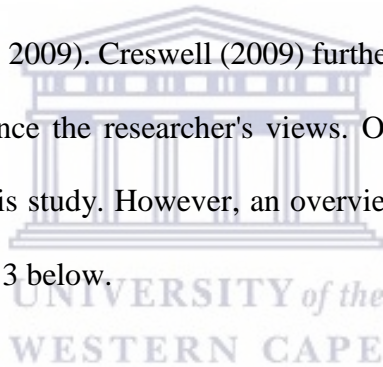 2009). Creswell (2009) furthe
nce the researcher's views. O
is study. However, an overvie
3 below.
UNIVERSITY of the
WESTERN CAPE